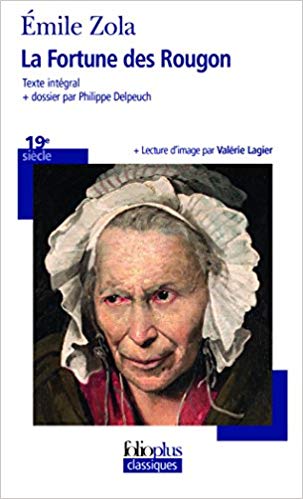 Émile Zola
La Fortune des Rougon
Texte intégral
+ dossier par Philippe Delpeuch
19e
siècle
+ Lecture d'image par Valérie Lagier
folioplus
classiques